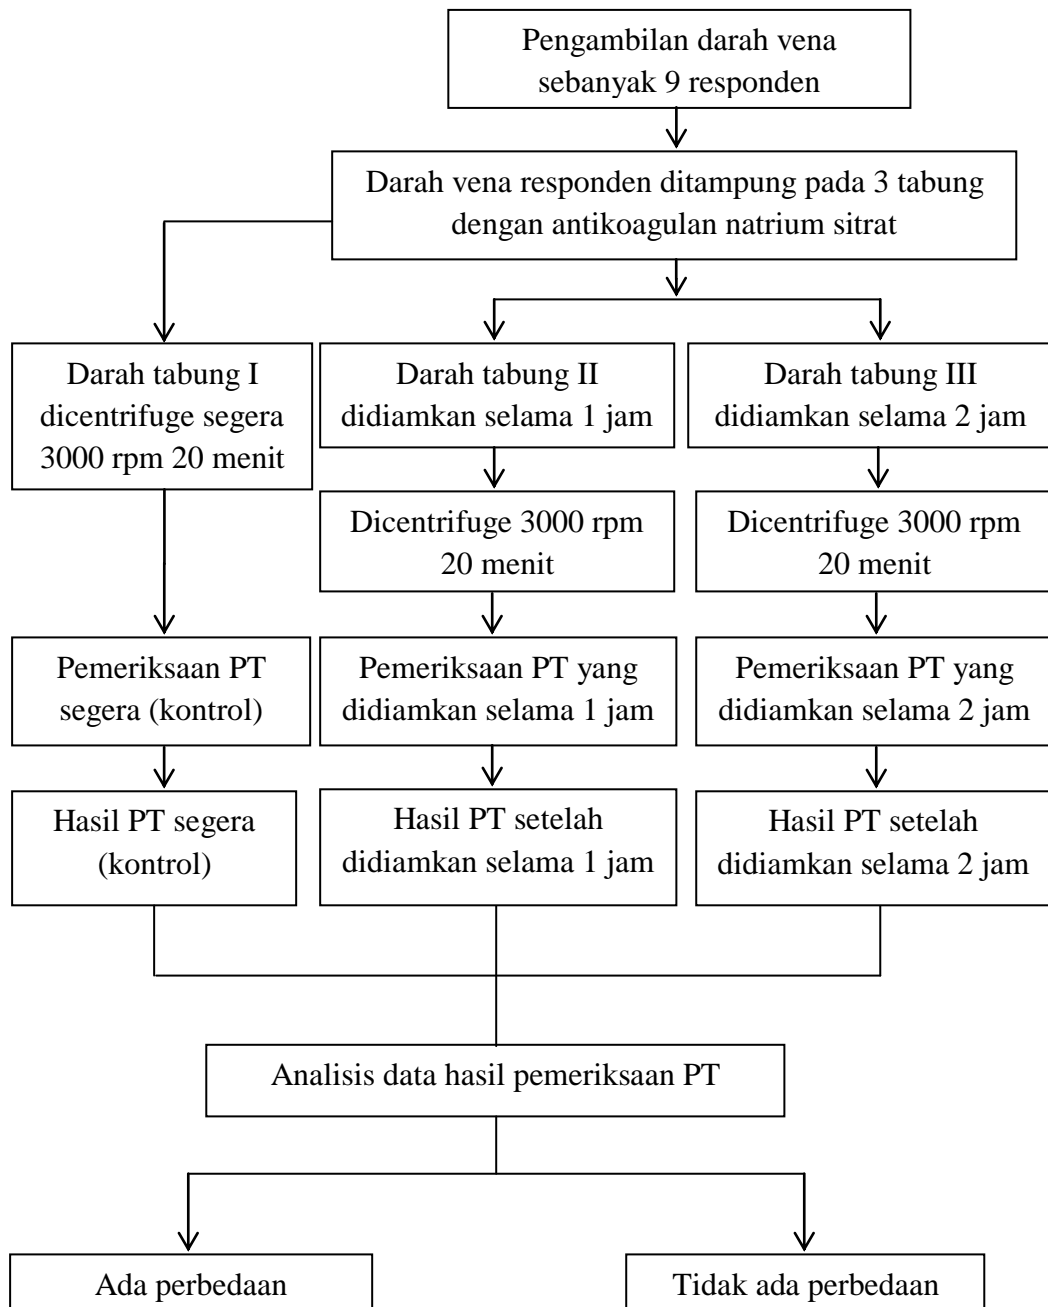 Pengambilan darah vena
sebanyak 9 responden
Darah vena responden ditampung pada 3 tabung
dengan antikoagulan natrium sitrat
Darah tabung I
dicentrifuge segera
3000 rpm 20 menit
Darah tabung II
didiamkan selama 1 jam
Darah tabung III
didiamkan selama 2 jam
Dicentrifuge 3000 rpm
20 menit
Dicentrifuge 3000 rpm
20 menit
Pemeriksaan PT
segera (kontrol)
Pemeriksaan PT yang
didiamkan selama 1 jam
Pemeriksaan PT yang
didiamkan selama 2 jam
Hasil PT segera
(kontrol)
Hasil PT setelah
didiamkan selama 1 jam
Hasil PT setelah
didiamkan selama 2 jam
Analisis data hasil pemeriksaan PT
Ada perbedaan
Tidak ada perbedaan